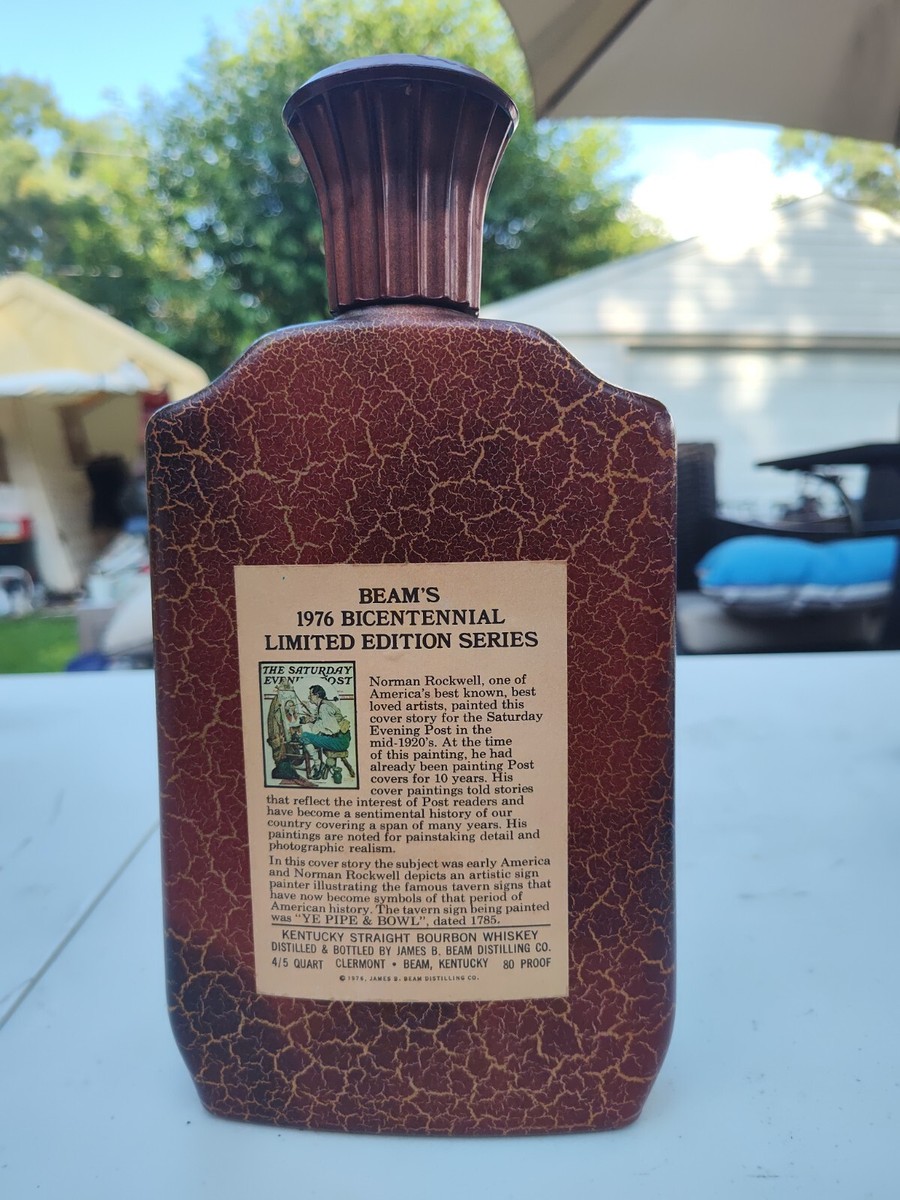 BEAM'S
1976 BICENTENNIAL
LIMITED EDITION SERIES
THE SATURDAY
EVENING POST
Norman Rockwell, one of
America's best known, best
loved artists, painted this
cover story for the Saturday
Evening Post in the
mid-1920's. At the time
of this painting, he had
already been painting Post
covers for 10 years. His
cover paintings told stories
that reflect the interest of Post readers and
have become a sentimental history of our
country covering a span of many years. His
paintings are noted for painstaking detail and
photographic realism.
In this cover story the subject was early America
and Norman Rockwell depicts an artistic sign
painter illustrating the famous tavern signs that
have now become symbols of that period of
American history. The tavern sign being painted
was "YE PIPE & BOWL", dated 1785.
KENTUCKY STRAIGHT BOURBON WHISKEY
DISTILLED & BOTTLED BY JAMES B. BEAM DISTILLING CO.
4/5 QUART CLERMONT • BEAM, KENTUCKY 80 PROOF
© 1976, JAMES B. BEAM DISTILLING CO.